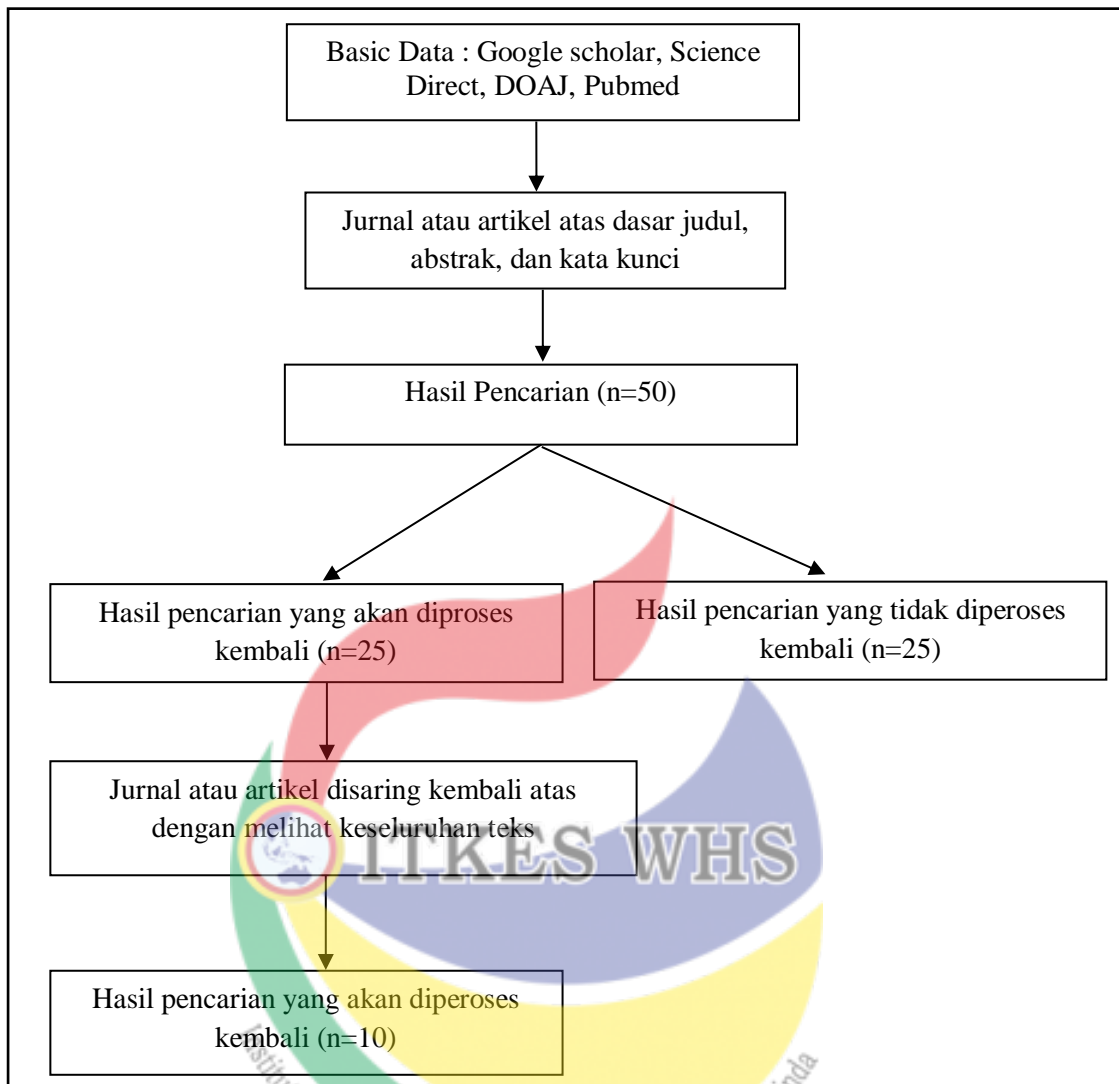 Basic Data : Google scholar, Science
Direct, DOAJ, Pubmed
Jurnal atau artikel atas dasar judul,
abstrak, dan kata kunci
Hasil Pencarian (n=50)
Hasil pencarian yang akan diproses
kembali (n=25)
Hasil pencarian yang tidak diperoses
kembali (n=25)
Jurnal atau artikel disaring kembali atas
dengan melihat keseluruhan teks
ITKES WHS
Hasil pencarian yang akan diperoses
kembali (n=10)